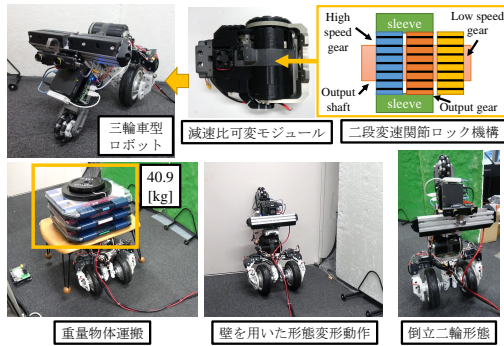 High speed gear
sleeve
Low speed gear
Output shaft
sleeve
Output gear
三輪車型
ロボット
減速比可変モジュール
二段変速関節ロック機構
40.9
[kg]
重量物体運搬
壁を用いた形態変形動作
倒立二輪形態